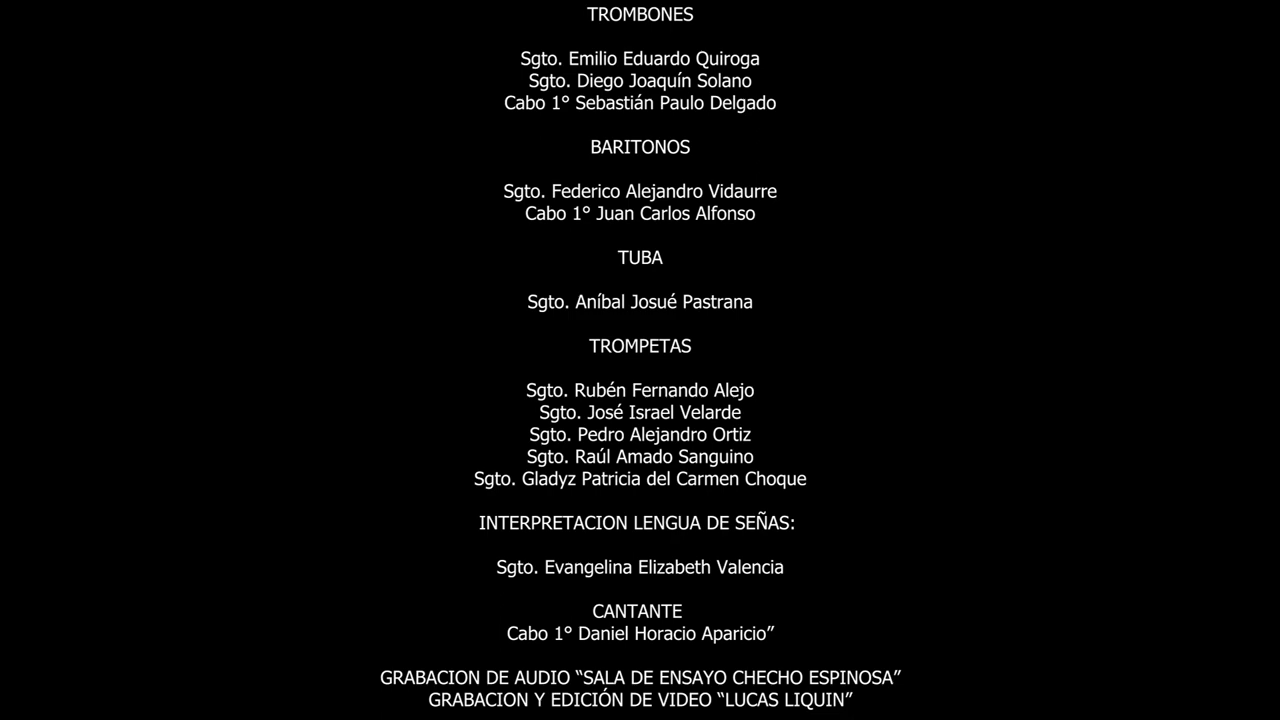 TROMBONES
Sgto. Emilio Eduardo Quiroga
Sgto. Diego Joaquín Solano
Cabo 1° Sebastián Paulo Delgado
BARITONOS
Sgto. Federico Alejandro Vidaurre
Cabo 1° Juan Carlos Alfonso
TUBA
Sgto. Aníbal Josué Pastrana
TROMPETAS
Sgto. Rubén Fernando Alejo
Sgto. José Israel Velarde
Sgto. Pedro Alejandro Ortiz
Sgto. Raúl Amado Sanguino
Sgto. Gladyz Patricia del Carmen Choque
INTERPRETACION LENGUA DE SEÑAS:
Sgto. Evangelina Elizabeth Valencia
CANTANTE
Cabo 1° Daniel Horacio Aparicio”
GRABACION DE AUDIO “SALA DE ENSAYO CHECHO ESPINOSA”
GRABACION Y EDICIÓN DE VIDEO “LUCAS LIQUIN”